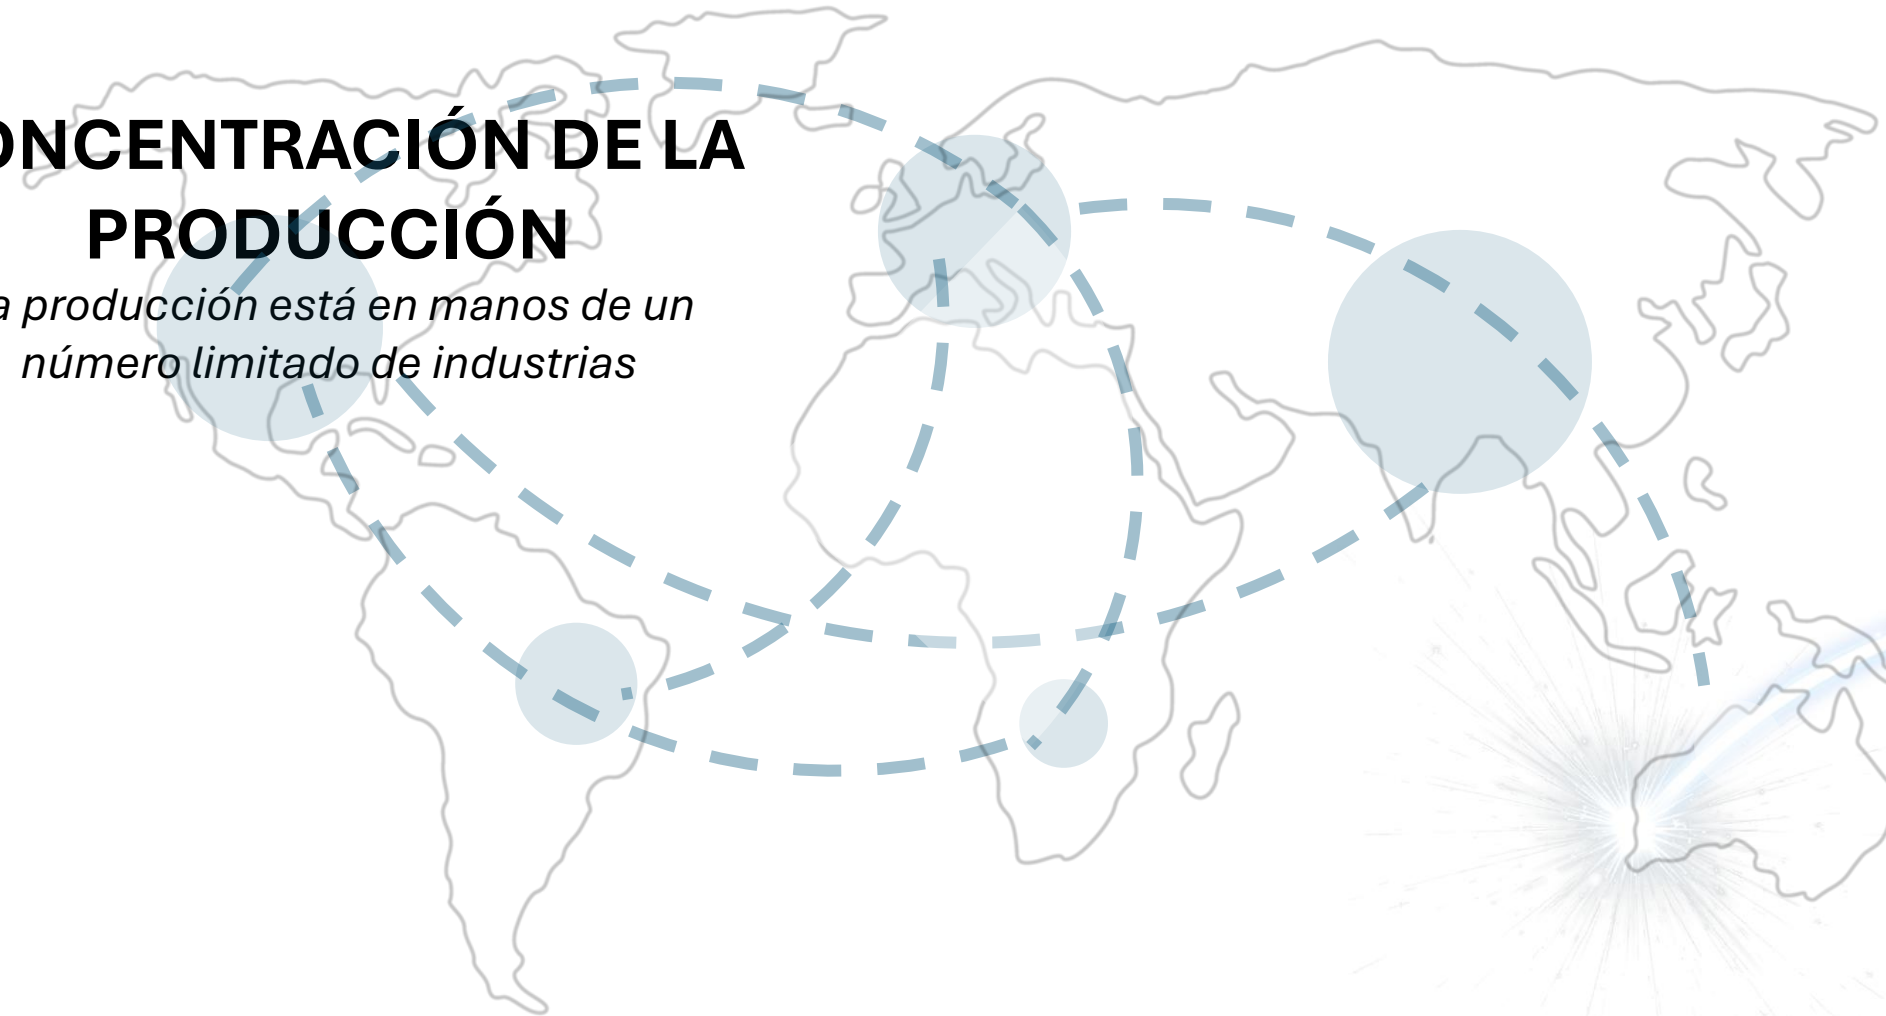 ONCENTRACIÓN DE LA
PRODUCCIÓN
a producción está en manos de un
número limitado de industrias